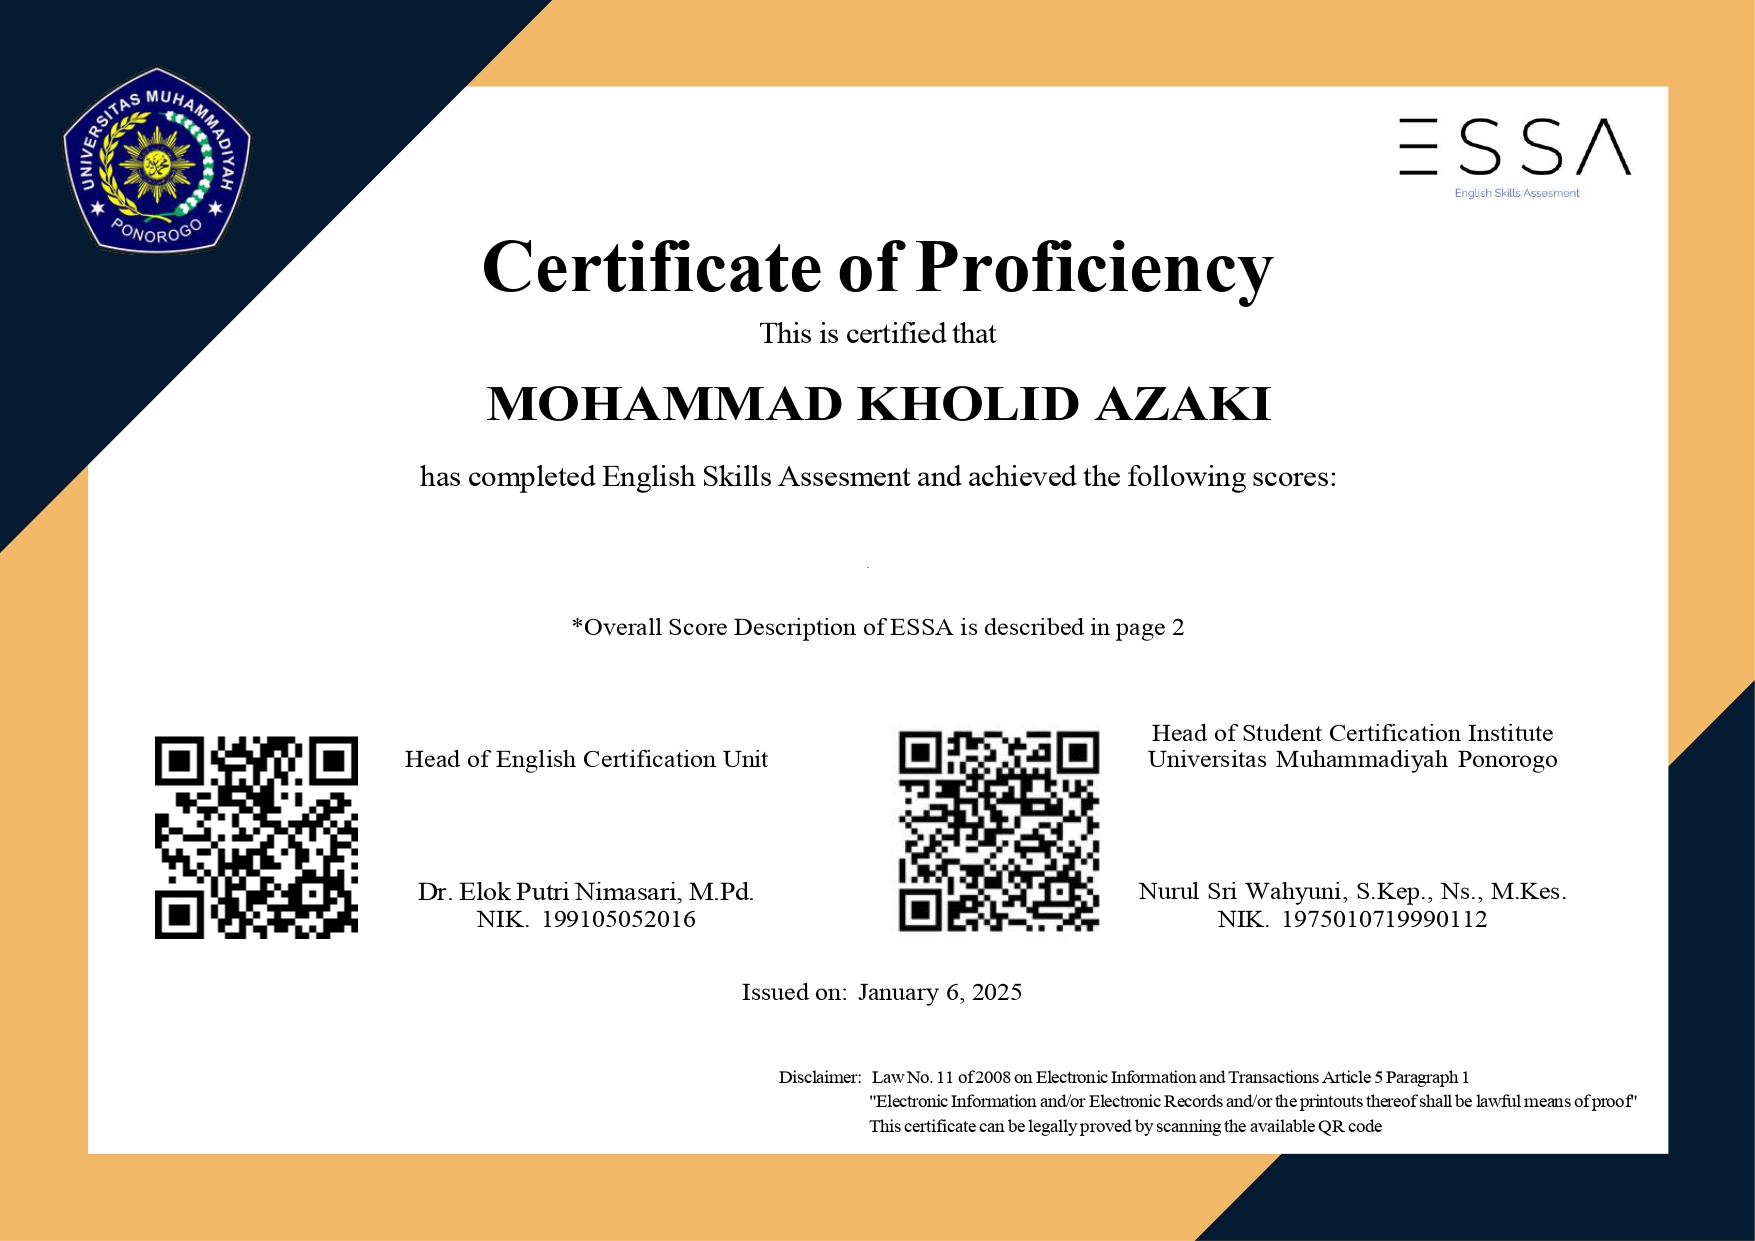 UNIVERSITAS MUHAMMADIYAH
PONOROGO
ESSA
English Skills Assesment
Certificate of Proficiency
This is certified that
MOHAMMAD KHOLID AZAKI
has completed English Skills Assesment and achieved the following scores:
.
*Overall Score Description of ESSA is described in page 2
Head of English Certification Unit
Dr. Elok Putri Nimasari, M.Pd.
NIK. 199105052016
Head of Student Certification Institute
Universitas Muhammadiyah Ponorogo
Nurul Sri Wahyuni, S.Kep., Ns., M.Kes.
NIK. 1975010719990112
Issued on: January 6, 2025
Disclaimer: Law No. 11 of 2008 on Electronic Information and Transactions Article 5 Paragraph 1
"Electronic Information and/or Electronic Records and/or the printouts thereof shall be lawful means of proof"
This certificate can be legally proved by scanning the available QR code